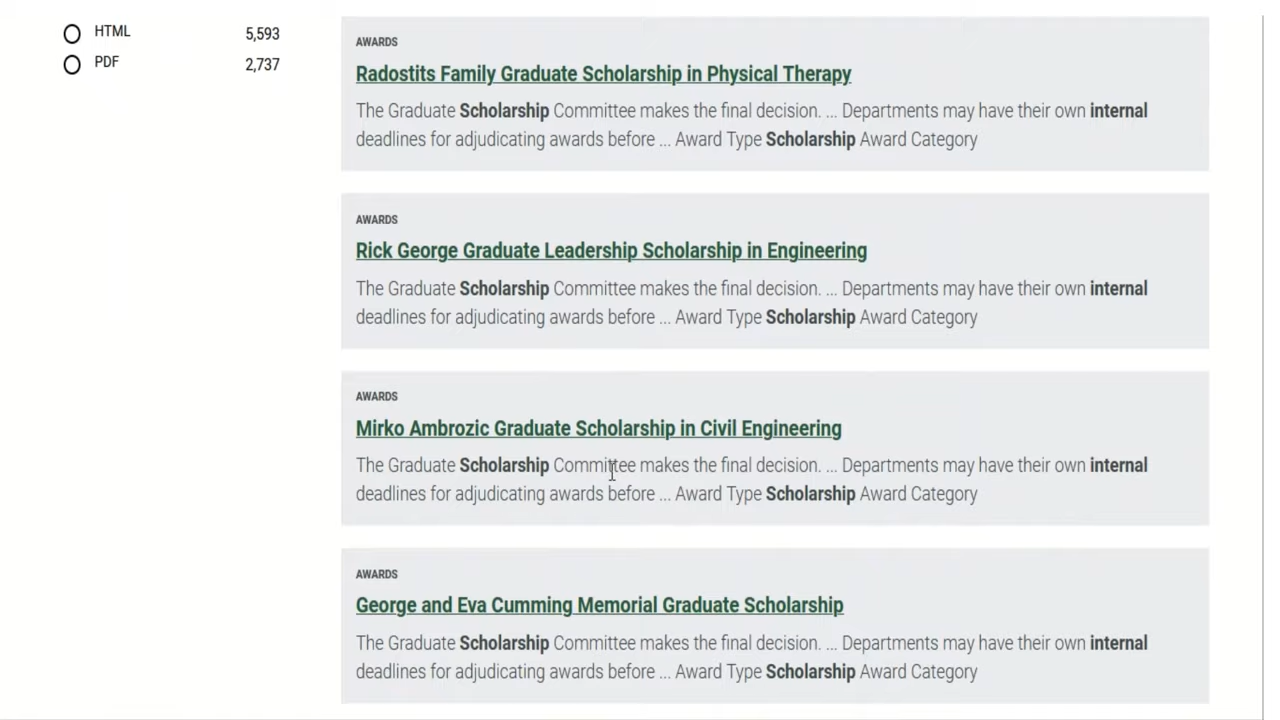 HTML 5,593
PDF 2,737
AWARDS
Radostits Family Graduate Scholarship in Physical Therapy
The Graduate Scholarship Committee makes the final decision. ... Departments may have their own internal
deadlines for adjudicating awards before ... Award Type Scholarship Award Category
AWARDS
Rick George Graduate Leadership Scholarship in Engineering
The Graduate Scholarship Committee makes the final decision. ... Departments may have their own internal
deadlines for adjudicating awards before ... Award Type Scholarship Award Category
AWARDS
Mirko Ambrozic Graduate Scholarship in Civil Engineering
The Graduate Scholarship Committee makes the final decision. ... Departments may have their own internal
deadlines for adjudicating awards before ... Award Type Scholarship Award Category
AWARDS
George and Eva Cumming Memorial Graduate Scholarship
The Graduate Scholarship Committee makes the final decision. ... Departments may have their own internal
deadlines for adjudicating awards before ... Award Type Scholarship Award Category